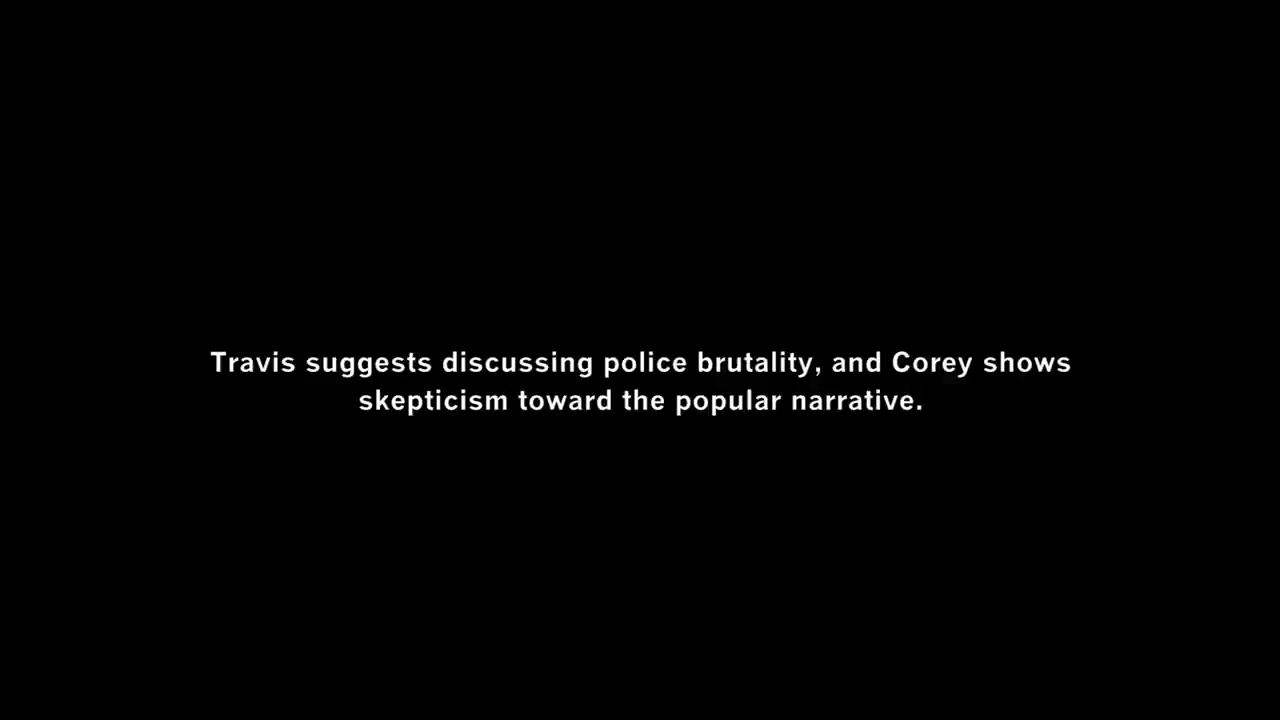 Travis suggests discussing police brutality, and Corey shows
skepticism toward the popular narrative.